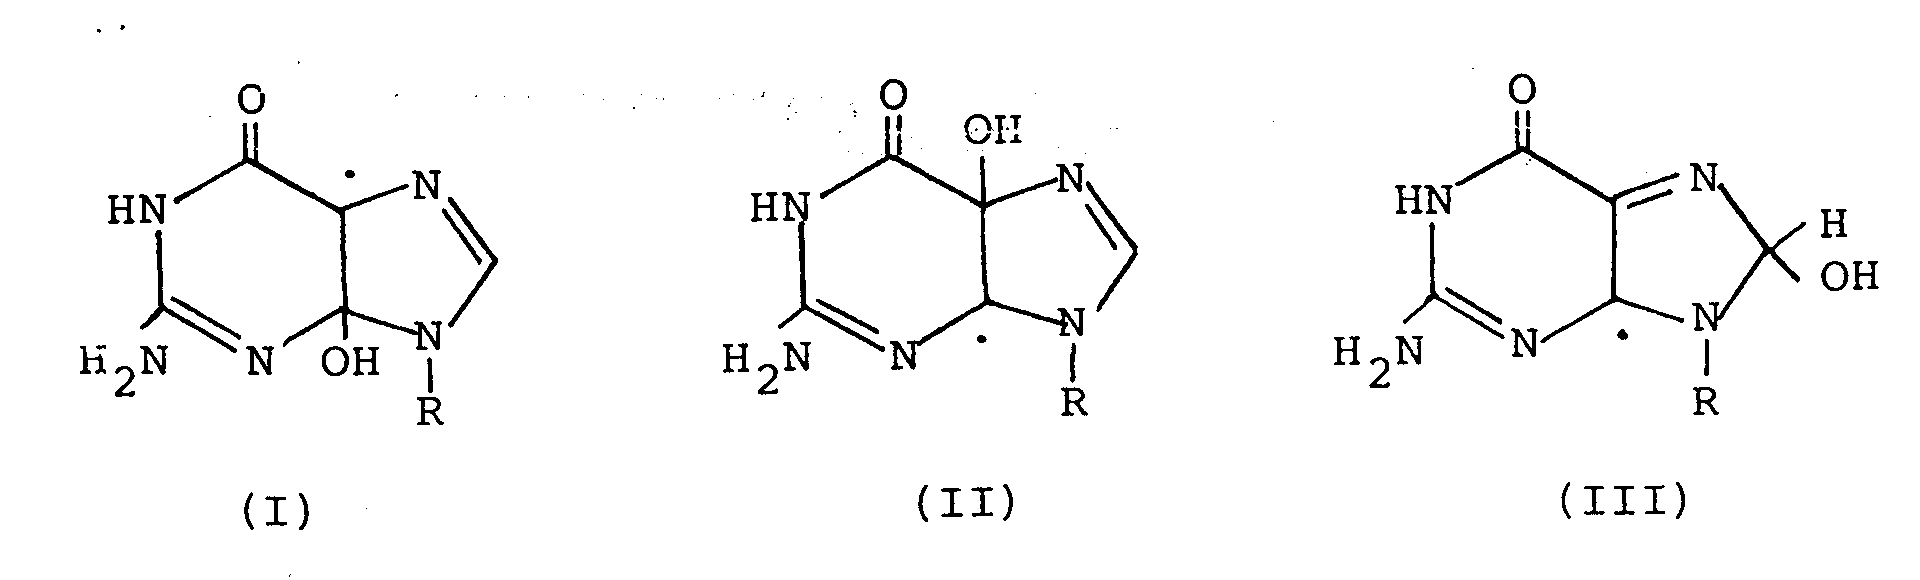 O O OH O
HN N HN N HN N H OH
H2N N OH N H2N N N H2N N N
R R R
(I) (II) (III)